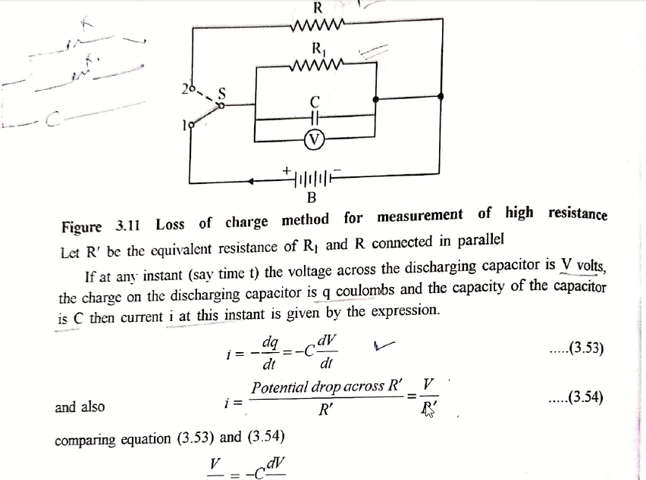 R
R₁
2
S
C
1
V
+ -
B
R
R
C
Figure 3.11 Loss of charge method for measurement of high resistance
Let R' be the equivalent resistance of R₁ and R connected in parallel
If at any instant (say time t) the voltage across the discharging capacitor is V volts,
the charge on the discharging capacitor is q coulombs and the capacity of the capacitor
is C then current i at this instant is given by the expression.
i = - dq/dt = -C dV/dt .....(3.53)
and also i = Potential drop across R'/R' = V/R' .....(3.54)
comparing equation (3.53) and (3.54)
V = -C dV